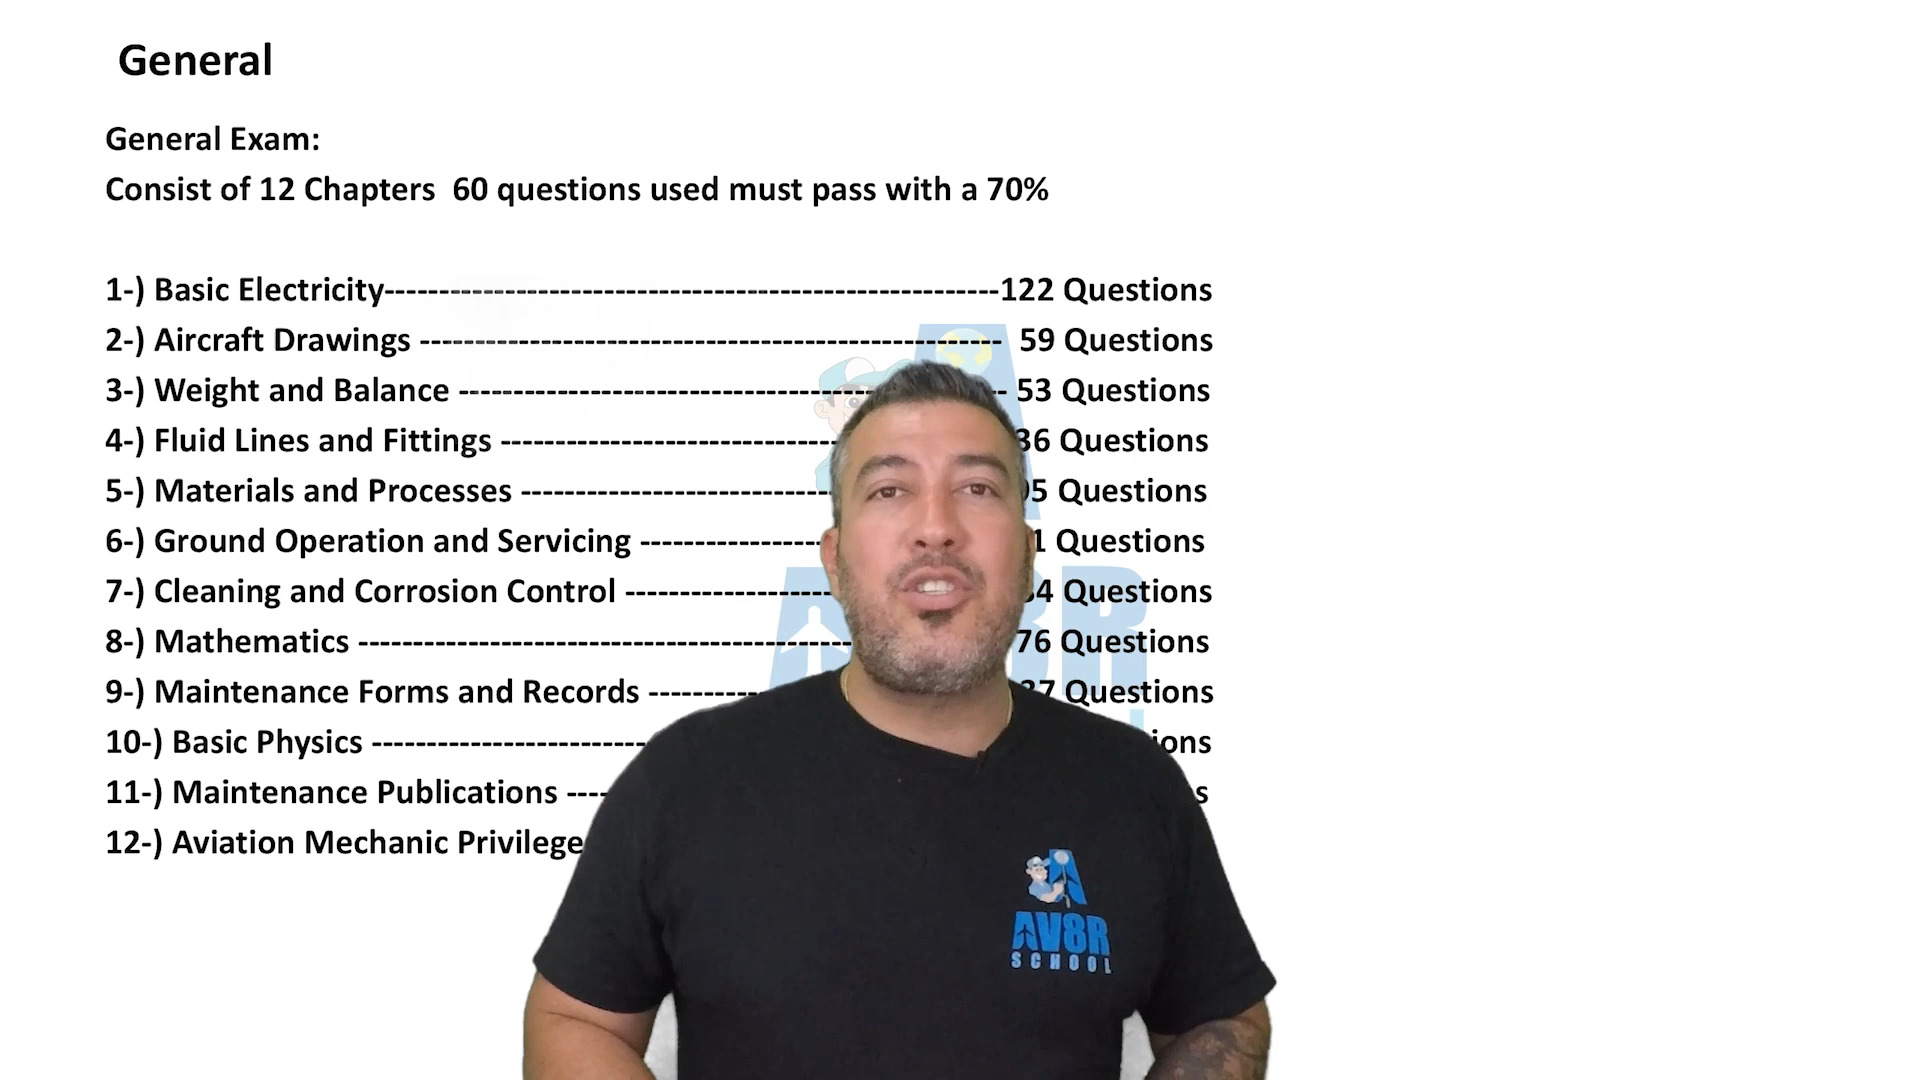 General
General Exam:
Consist of 12 Chapters  60 questions used must pass with a 70%
1-) Basic Electricity---------------------------------------------------------------------122 Questions
2-) Aircraft Drawings ----------------------------------------------------------------- 59 Questions
3-) Weight and Balance ------------------------------------------------------------- 53 Questions
4-) Fluid Lines and Fittings -------------------------------------- Questions
5-) Materials and Processes ----------------------------------- Questions
6-) Ground Operation and Servicing -------------------- Questions
7-) Cleaning and Corrosion Control ----------------------- Questions
8-) Mathematics ------------------------------------------------------- 76 Questions
9-) Maintenance Forms and Records ------------ Questions
10-) Basic Physics -------------------------------
11-) Maintenance Publications ----
12-) Aviation Mechanic
AV8R
SCHOOL